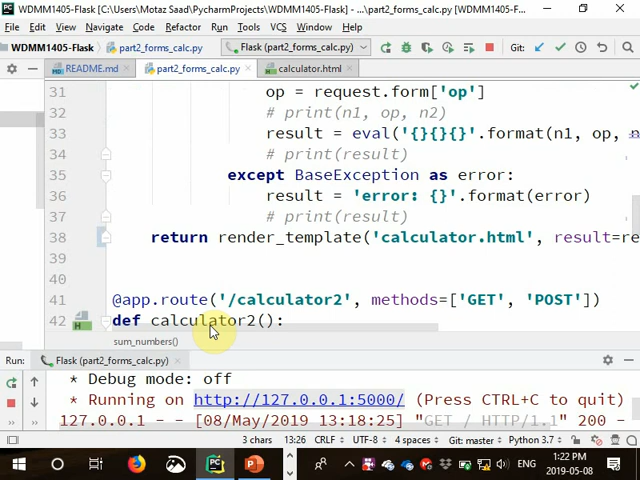 WDMM1405-Flask [C:\Users\Motaz Saad\PycharmProjects\WDMM1405-Flask] - ...\part2_forms_calc.py [WDMM1405-F...
File Edit View Navigate Code Refactor Run Tools VCS Window Help
WDMM1405-Flask part2_forms_calc.py Flask (part2_forms_calc.py) Git:
README.md part2_forms_calc.py calculator.html
31 op = request.form['op']
32 # print(n1, op, n2)
33 result = eval('{}{}{}'.format(n1, op,
34 # print(result)
35 except BaseException as error:
36 result = 'error: {}'.format(error)
37 # print(result)
38 return render_template('calculator.html', result=re
39
40
41 @app.route('/calculator2', methods=['GET', 'POST'])
42 def calculator2():
sum_numbers()
Run: Flask (part2_forms_calc.py)
* Debug mode: off
* Running on http://127.0.0.1:5000/ (Press CTRL+C to quit)
127.0.0.1 - - [08/May/2019 13:18:25] "GET / HTTP/1.1" 200 -
3 chars 13:26 CRLF UTF-8 4 spaces Git: master Python 3.7
ENG 1:22 PM
2019-05-08